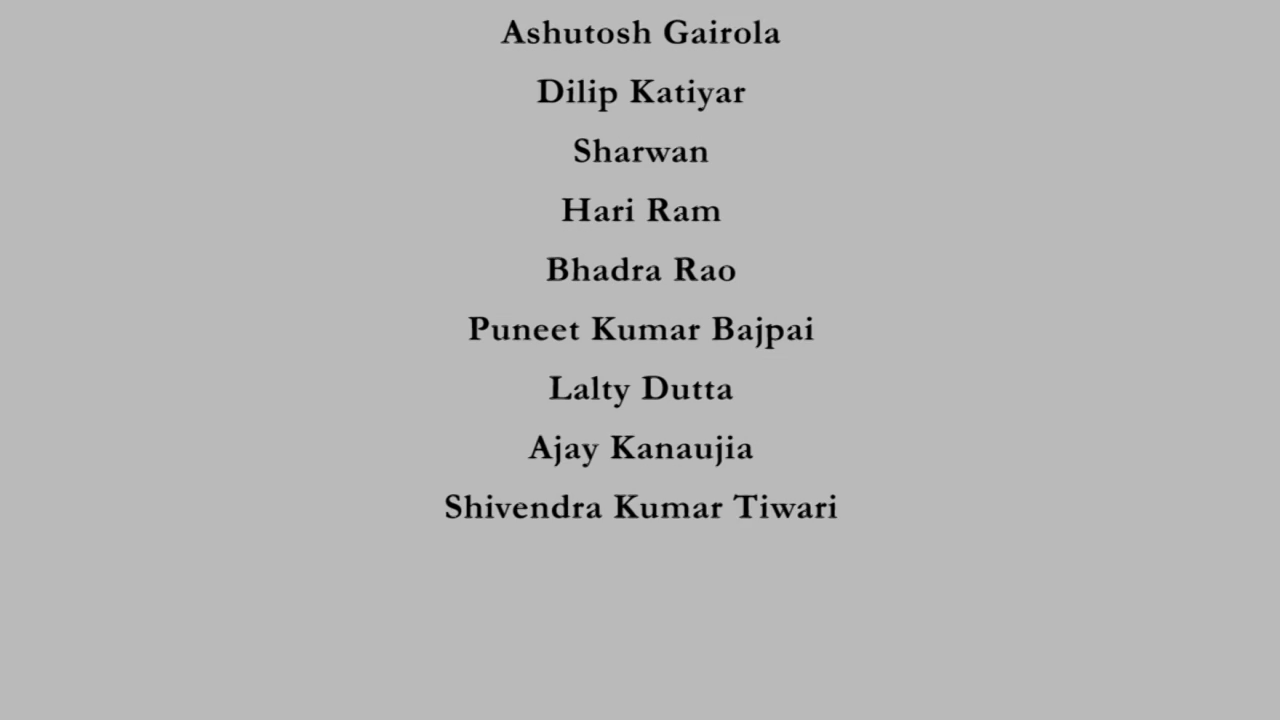 Ashutosh Gairola
Dilip Katiyar
Sharwan
Hari Ram
Bhadra Rao
Puneet Kumar Bajpai
Lalty Dutta
Ajay Kanaujia
Shivendra Kumar Tiwari